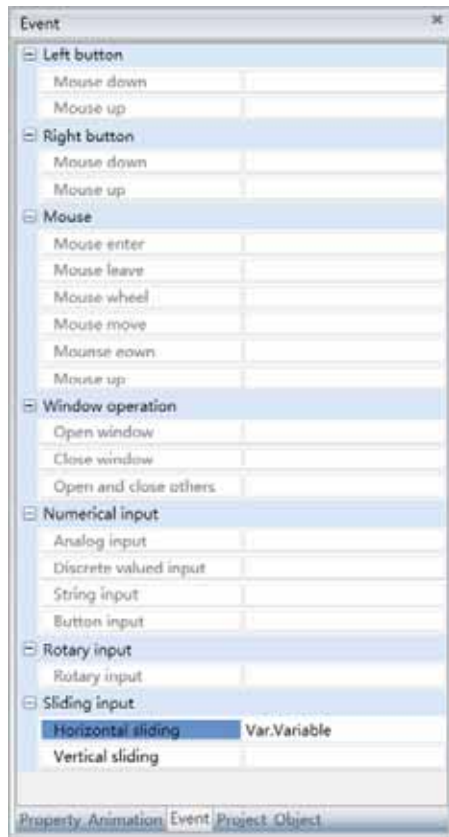 Event
Left button
Mouse down
Mouse up
Right button
Mouse down
Mouse up
Mouse
Mouse enter
Mouse leave
Mouse wheel
Mouse move
Mounse eown
Mouse up
Window operation
Open window
Close window
Open and close others
Numerical input
Analog input
Discrete valued input
String input
Button input
Rotary input
Rotary input
Sliding input
Horizontal sliding Var.Variable
Vertical sliding
Property Animation Event Project Object